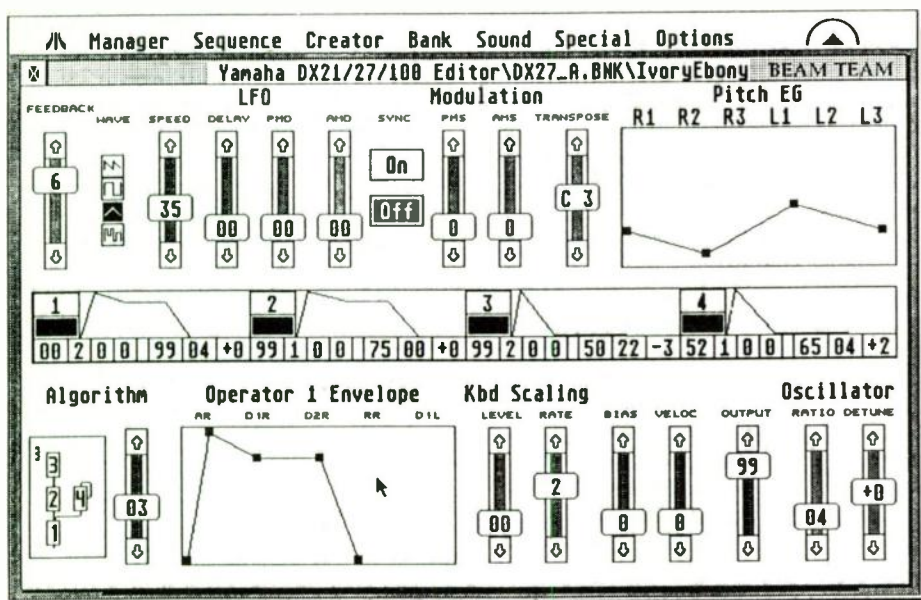 Manager Sequence Creator Bank Sound Special Options
Yamaha DX21/27/100 Editor\DX27_A.BNK\IvoryEbony BEAM TEAM
LFO Modulation Pitch EG
FEEDBACK WAVE SPEED DELAY PMD AMD SYNC PMS AMS TRANSPOSE R1 R2 R3 L1 L2 L3
6 35 00 00 00 On Off 0 0 C 3
1 2 3 4
00 2 0 0 99 04 +0 99 1 0 0 75 00 +0 99 2 0 0 50 22 -3 52 1 0 0 65 04 +2
Algorithm Operator 1 Envelope Kbd Scaling Oscillator
AR D1R D2R RR D1L LEVEL RATE BIAS VELOC OUTPUT RATIO DETUNE
3 3 2 4 1 03 00 2 0 0 99 04 +0